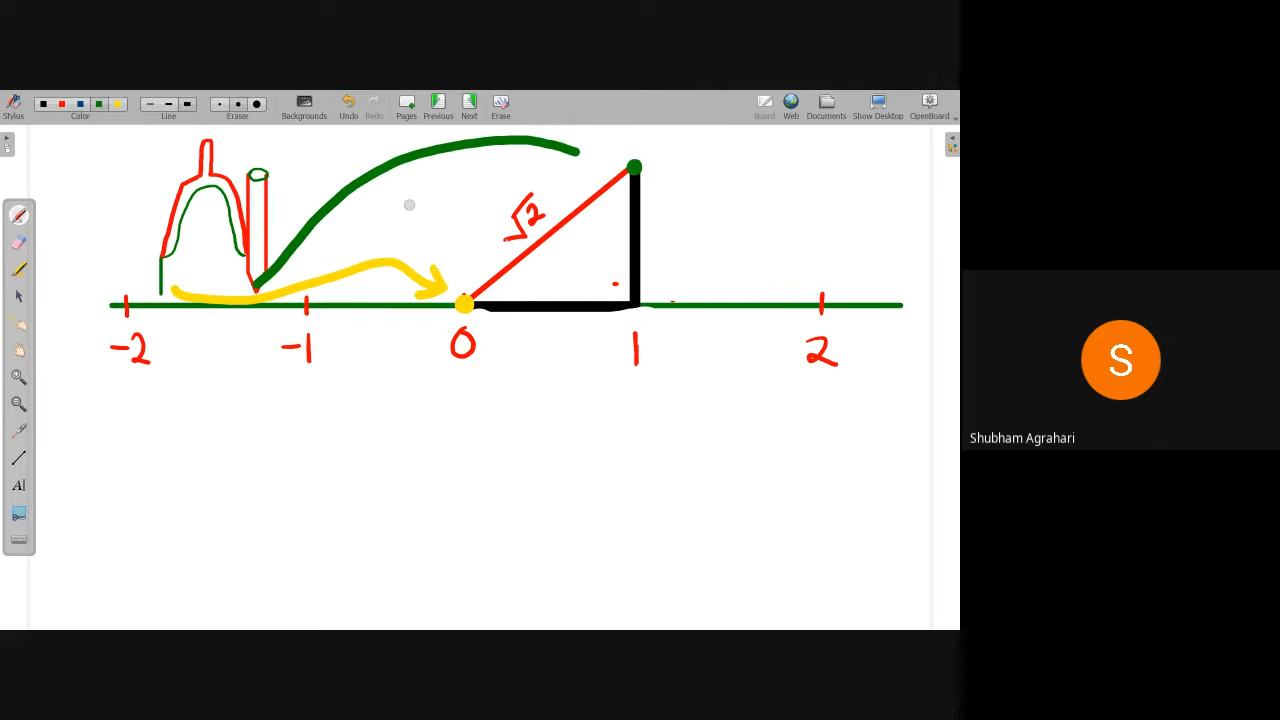 Stylus
Color
Line
Eraser
Backgrounds
Undo
Redo
Pages
Previous
Next
Erase
Board
Web
Documents
Show Desktop
OpenBoard
√2
-2 -1 0 1 2
AI
S
Shubham Agrahari